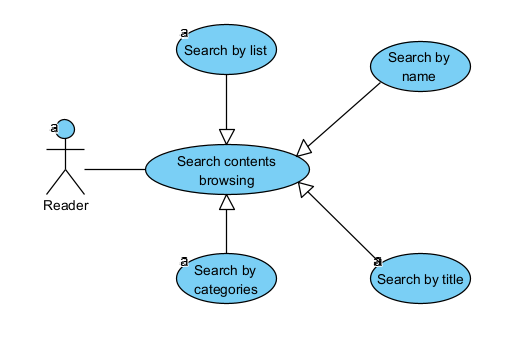 a
Search by list
Search by
name
a
Search contents
browsing
Reader
a
Search by
categories
a
Search by title